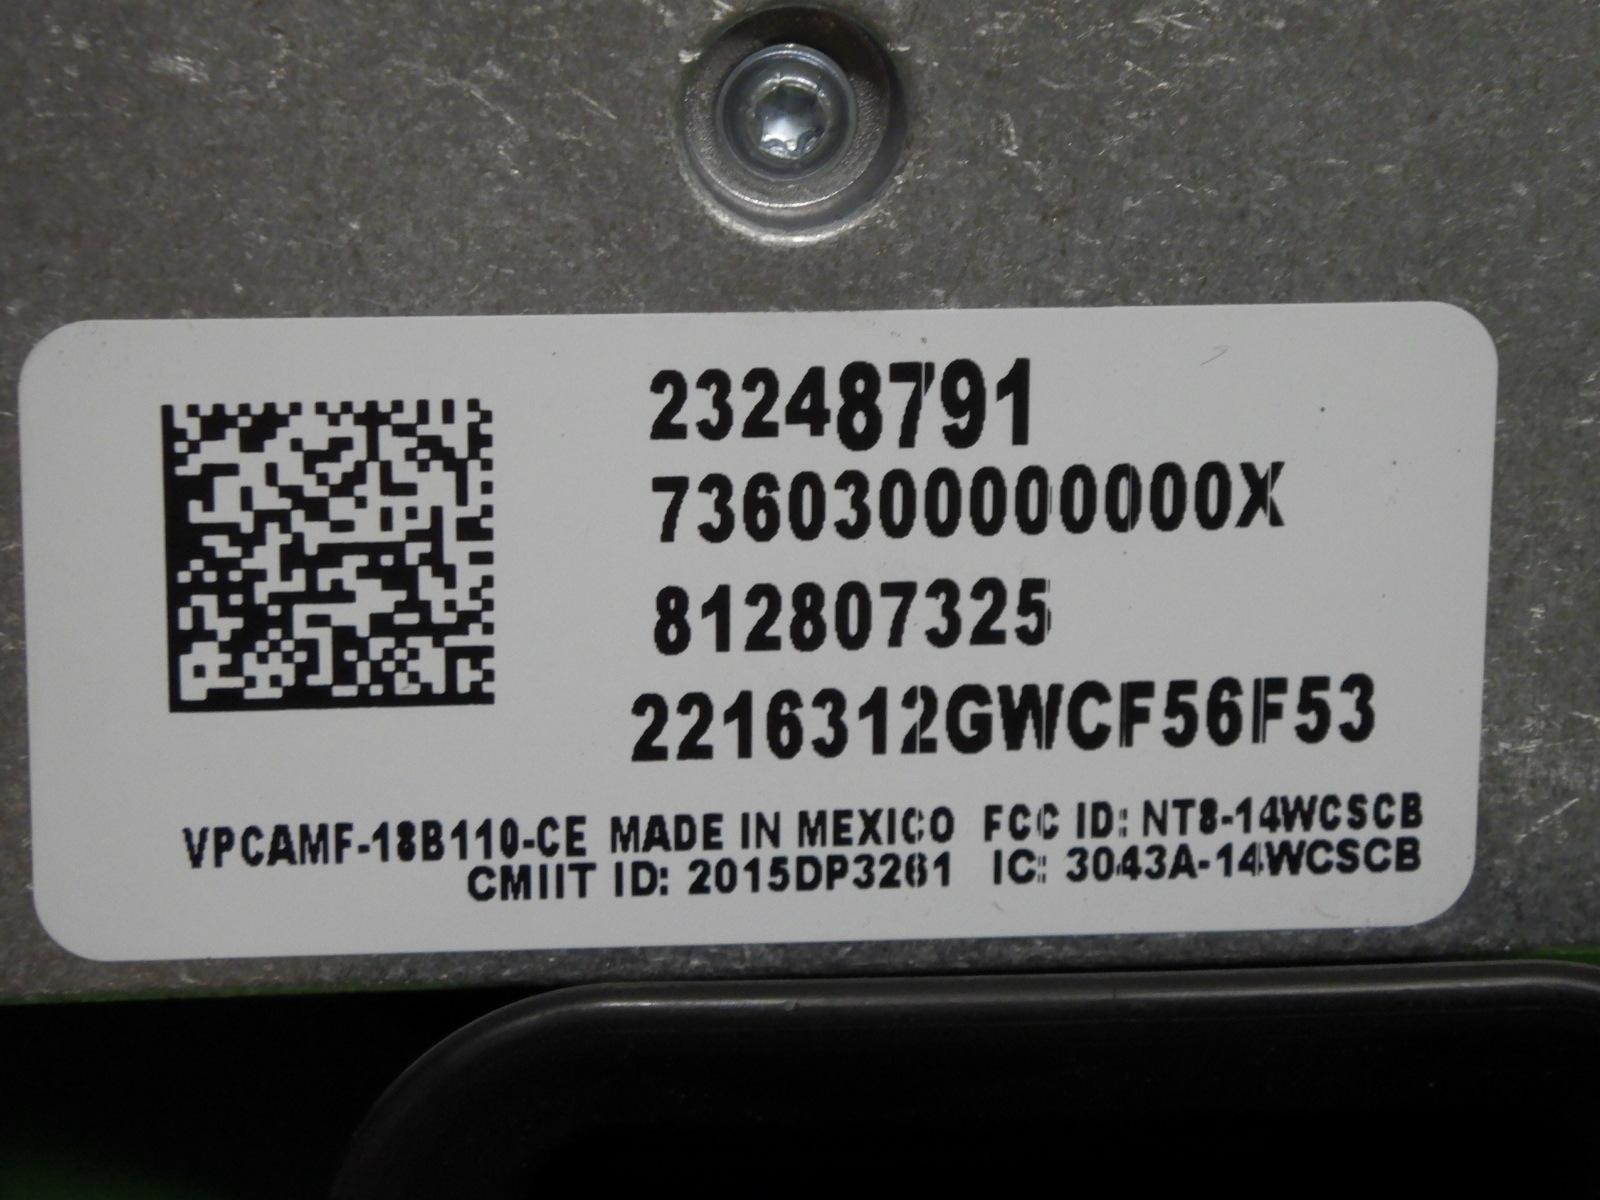 23248791
7360300000000X
812807325
2216312GWCF56F53
VPCAMF-18B110-CE MADE IN MEXICO FCC ID: NT8-14WCSCB
CMIIT ID: 2015DP3261 IC: 3043A-14WCSCB